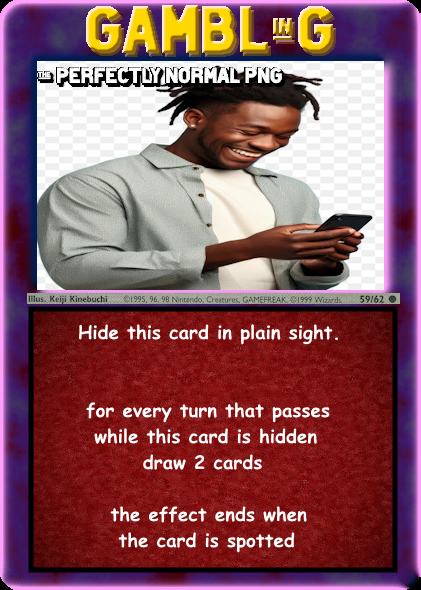 GAMBLING
THE PERFECTLY NORMAL PNG
Illus. Keiji Kinebuchi ©1995, 96, 98 Nintendo, Creatures, GAMEFREAK. ©1999 Wizards. 59/62
Hide this card in plain sight.
for every turn that passes
while this card is hidden
draw 2 cards
the effect ends when
the card is spotted